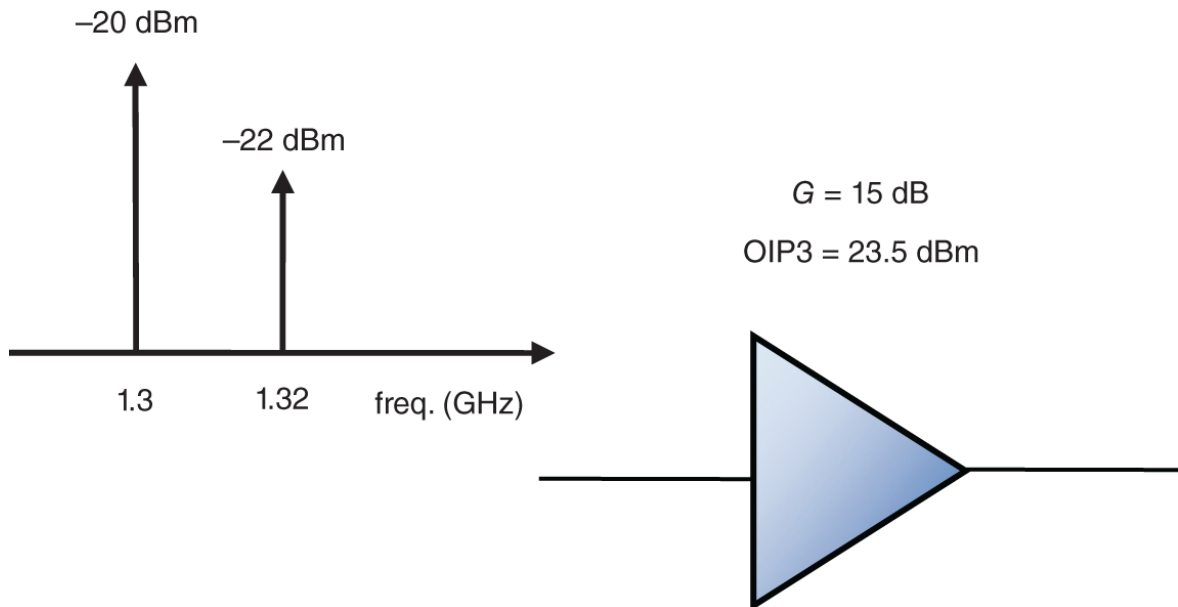 –20 dBm
–22 dBm
G = 15 dB
OIP3 = 23.5 dBm
1.3
1.32
freq. (GHz)